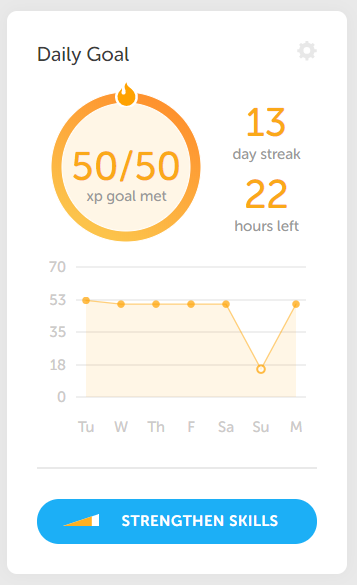 Daily Goal
50/50
xp goal met
13
day streak
22
hours left
70
53
35
18
0
Tu W Th F Sa Su M
STRENGTHEN SKILLS